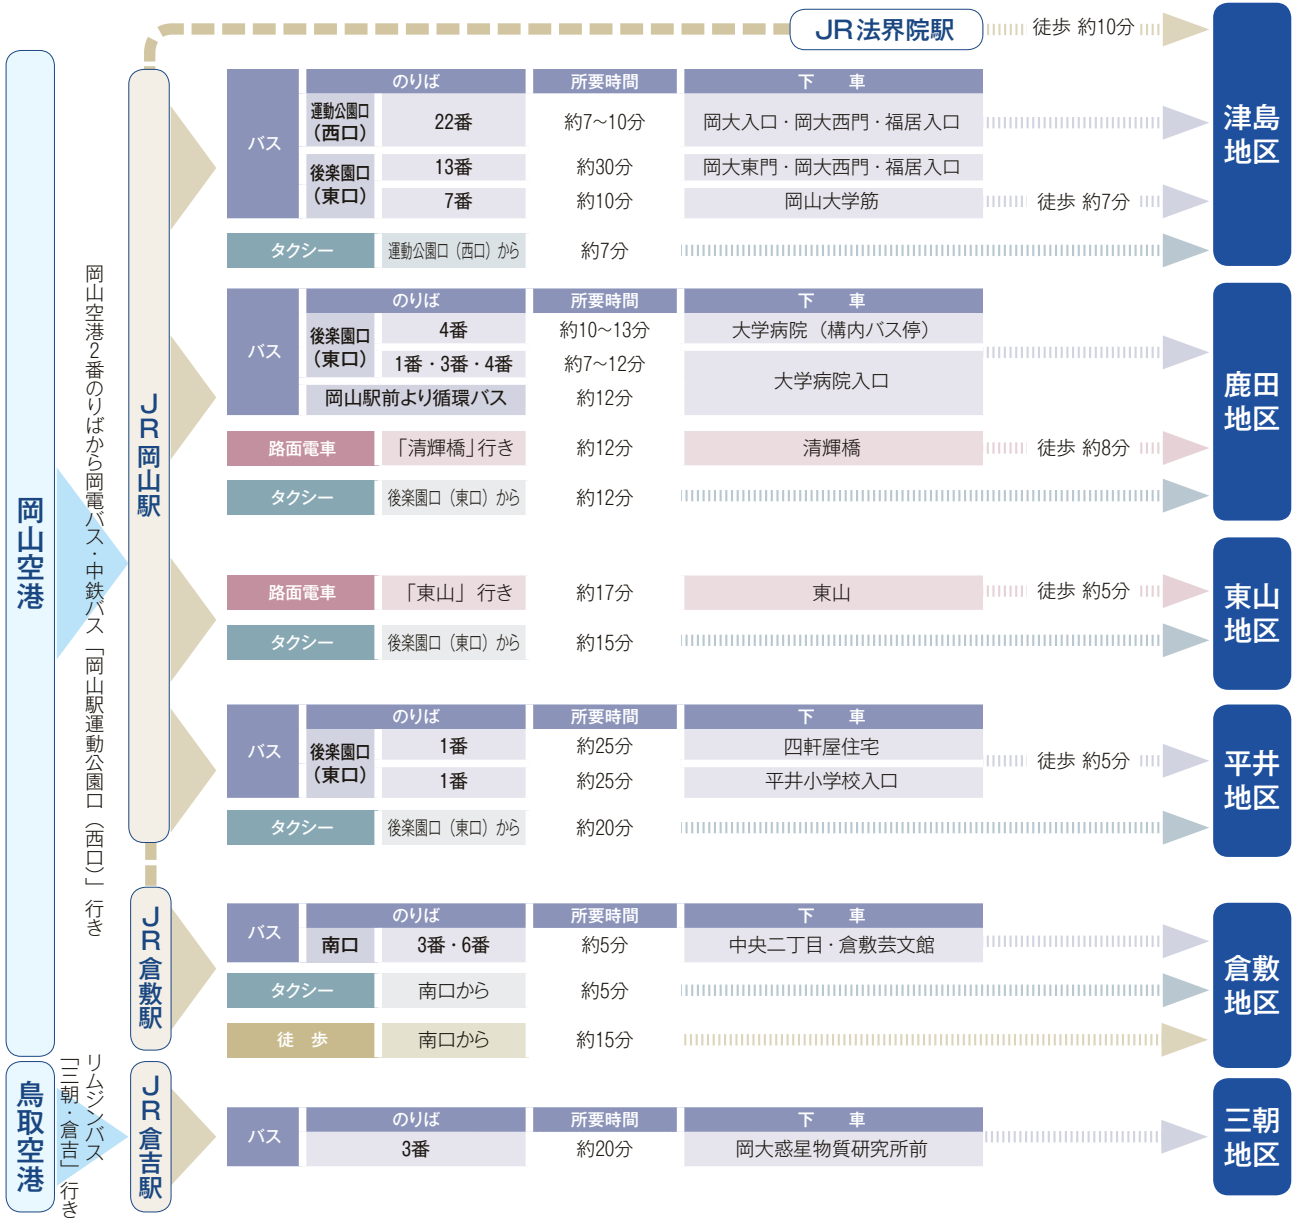 JR法界院駅
徒歩 約10分
岡山空港
岡山空港2番のりばから岡電バス・中鉄バス「岡山駅運動公園口（西口）」行き
JR岡山駅
バス
のりば 所要時間 下 車
運動公園口
（西口）
22番 約7〜10分 岡大入口・岡大西門・福居入口
後楽園口
（東口）
13番 約30分 岡大東門・岡大西門・福居入口
7番 約10分 岡山大学筋 徒歩 約7分
タクシー 運動公園口（西口）から 約7分
津島
地区
バス
のりば 所要時間 下 車
後楽園口
（東口）
4番 約10〜13分 大学病院（構内バス停）
1番・3番・4番 約7〜12分
大学病院入口
岡山駅前より循環バス 約12分
路面電車 「清輝橋」行き 約12分 清輝橋 徒歩 約8分
タクシー 後楽園口（東口）から 約12分
鹿田
地区
路面電車 「東山」行き 約17分 東山 徒歩 約5分
タクシー 後楽園口（東口）から 約15分
東山
地区
バス
のりば 所要時間 下 車
後楽園口
（東口）
1番 約25分 四軒屋住宅
1番 約25分 平井小学校入口
徒歩 約5分
タクシー 後楽園口（東口）から 約20分
平井
地区
JR倉敷駅
バス
のりば 所要時間 下 車
南口 3番・6番 約5分 中央二丁目・倉敷芸文館
タクシー 南口から 約5分
徒 歩 南口から 約15分
倉敷
地区
鳥取空港
リムジンバス
「三朝・倉吉」行き
JR倉吉駅
バス
のりば 所要時間 下 車
3番 約20分 岡大惑星物質研究所前
三朝
地区